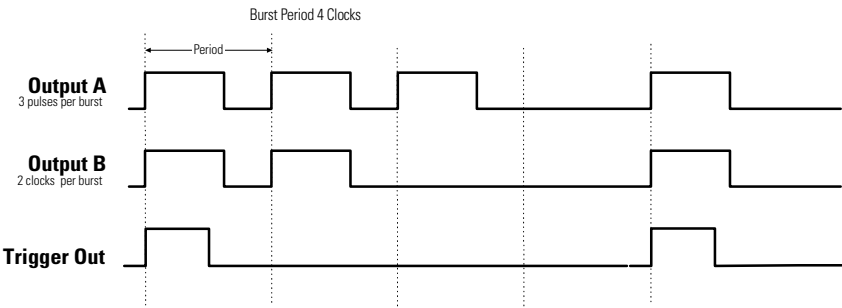 Burst Period 4 Clocks
Period
Output A
3 pulses per burst
Output B
2 clocks per burst
Trigger Out